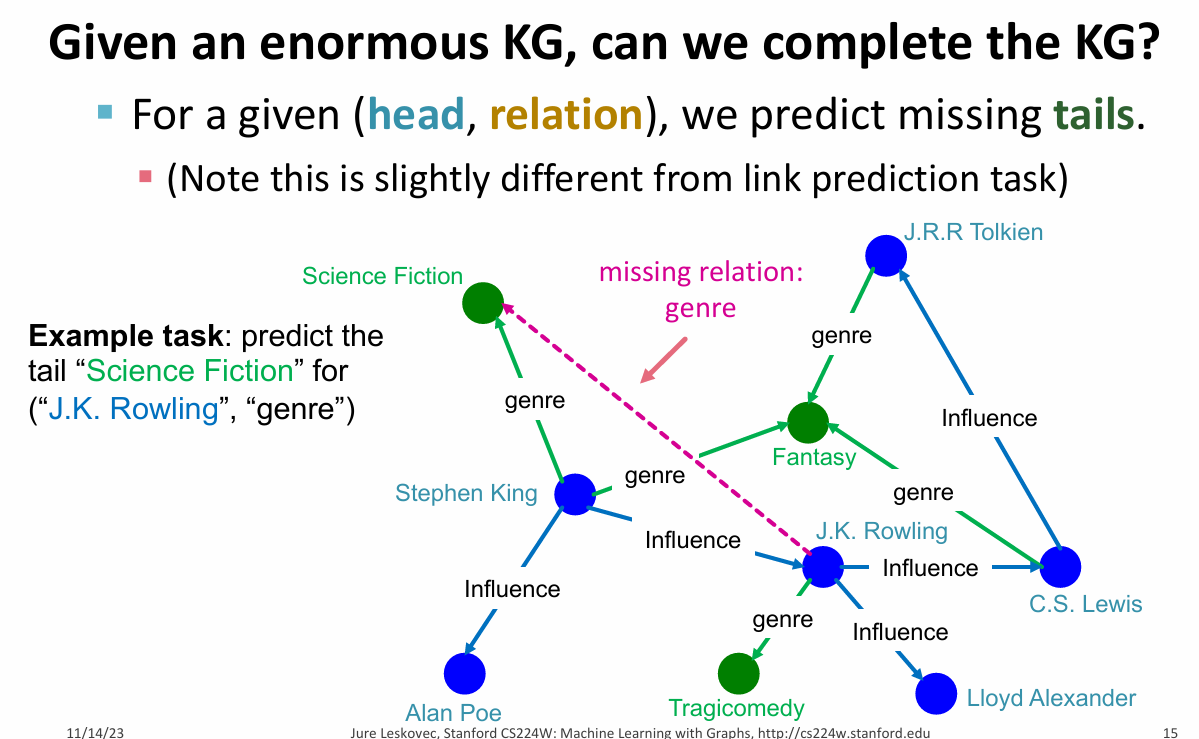 Given an enormous KG, can we complete the KG?
▪ For a given (head, relation), we predict missing tails.
▪ (Note this is slightly different from link prediction task)
J.R.R Tolkien
Science Fiction
missing relation:
genre
Example task: predict the
tail “Science Fiction” for
(“J.K. Rowling”, “genre”)
genre
genre
Influence
Fantasy
genre
Stephen King
genre
J.K. Rowling
Influence
Influence
Influence
C.S. Lewis
genre
Influence
Alan Poe
Tragicomedy
Lloyd Alexander
11/14/23
Jure Leskovec, Stanford CS224W: Machine Learning with Graphs, http://cs224w.stanford.edu
15